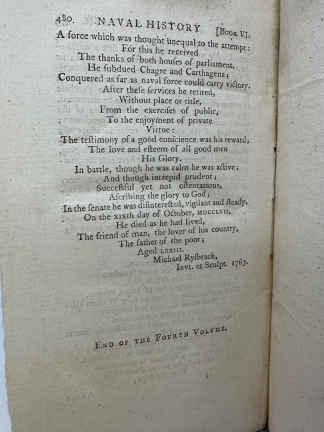 480. NAVAL HISTORY [Book VI.
A force which was thought unequal to the attempt:
For this he received
The thanks of both houses of parliament.
He subdued Chagre and Carthagena;
Conquered as far as naval force could carry victory.
After these services he retired,
Without place or title,
From the exercises of public,
To the enjoyment of private
Virtue:
The testimony of a good conscience was his reward,
The love and esteem of all good men
His Glory.
In battle, though he was calm he was active;
And though intrepid prudent;
Successful yet not ostentatious,
Ascribing the glory to God;
In the senate he was disinterested, vigilant and steady.
On the XXXth day of October, MDCCLVII,
He died as he had lived,
The friend of man, the lover of his country,
The father of the poor;
Aged LXXIII.
Michael Rysbrack,
Invt. et Sculpt. 1763.
END OF THE FOURTH VOLUME.